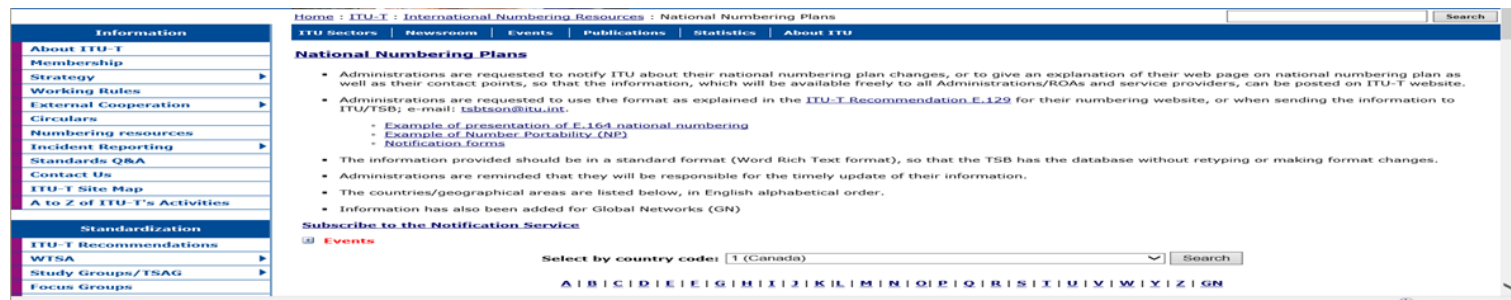 Home : ITU-T : International Numbering Resources : National Numbering Plans
Search
Information
About ITU-T
Membership
Strategy
Working Rules
External Cooperation
Circulars
Numbering resources
Incident Reporting
Standards Q&A
Contact Us
ITU-T Site Map
A to Z of ITU-T's Activities
Standardization
ITU-T Recommendations
WTSA
Study Groups/TSAG
Focus Groups
ITU Sectors | Newsroom | Events | Publications | Statistics | About ITU
National Numbering Plans
• Administrations are requested to notify ITU about their national numbering plan changes, or to give an explanation of their web page on national numbering plan as
well as their contact points, so that the information, which will be available freely to all Administrations/ROAs and service providers, can be posted on ITU-T website.
• Administrations are requested to use the format as explained in the ITU-T Recommendation E.129 for their numbering website, or when sending the information to
ITU/TSB; e-mail: tsbtson@itu.int.
◦ Example of presentation of E.164 national numbering
◦ Example of Number Portability (NP)
◦ Notification forms
• The information provided should be in a standard format (Word Rich Text format), so that the TSB has the database without retyping or making format changes.
• Administrations are reminded that they will be responsible for the timely update of their information.
• The countries/geographical areas are listed below, in English alphabetical order.
• Information has also been added for Global Networks (GN)
Subscribe to the Notification Service
Events
Select by country code: 1 (Canada) Search
A | B | C | D | E | F | G | H | I | J | K | L | M | N | O | P | Q | R | S | T | U | V | W | Y | Z | GN